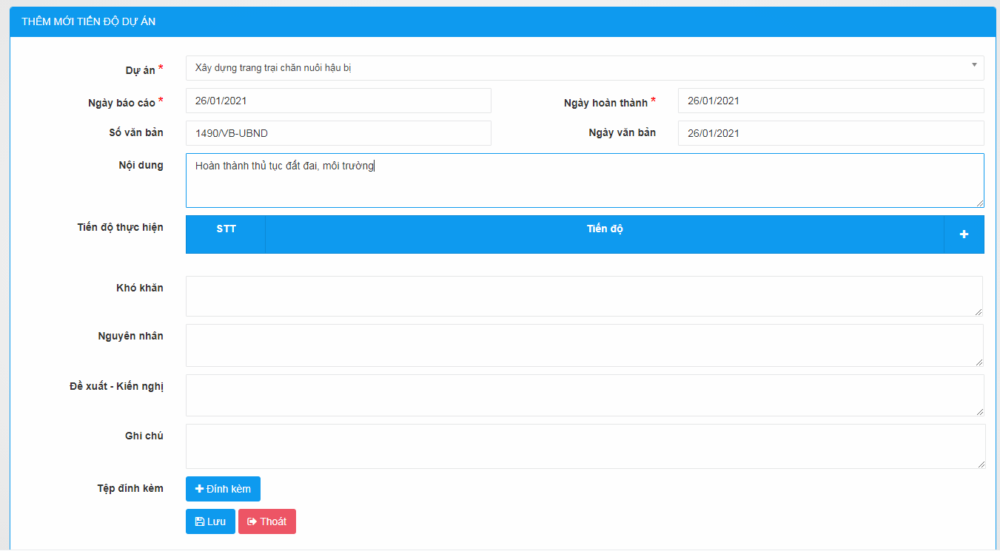 THÊM MỚI TIẾN ĐỘ DỰ ÁN
Dự án *
Xây dựng trang trại chăn nuôi hậu bị
Ngày báo cáo *
26/01/2021
Ngày hoàn thành *
26/01/2021
Số văn bản
1490/VB-UBND
Ngày văn bản
26/01/2021
Nội dung
Hoàn thành thủ tục đất đai, môi trường
Tiến độ thực hiện
STT
Tiến độ
Khó khăn
Nguyên nhân
Đề xuất - Kiến nghị
Ghi chú
Tệp đính kèm
Đính kèm
Lưu
Thoát